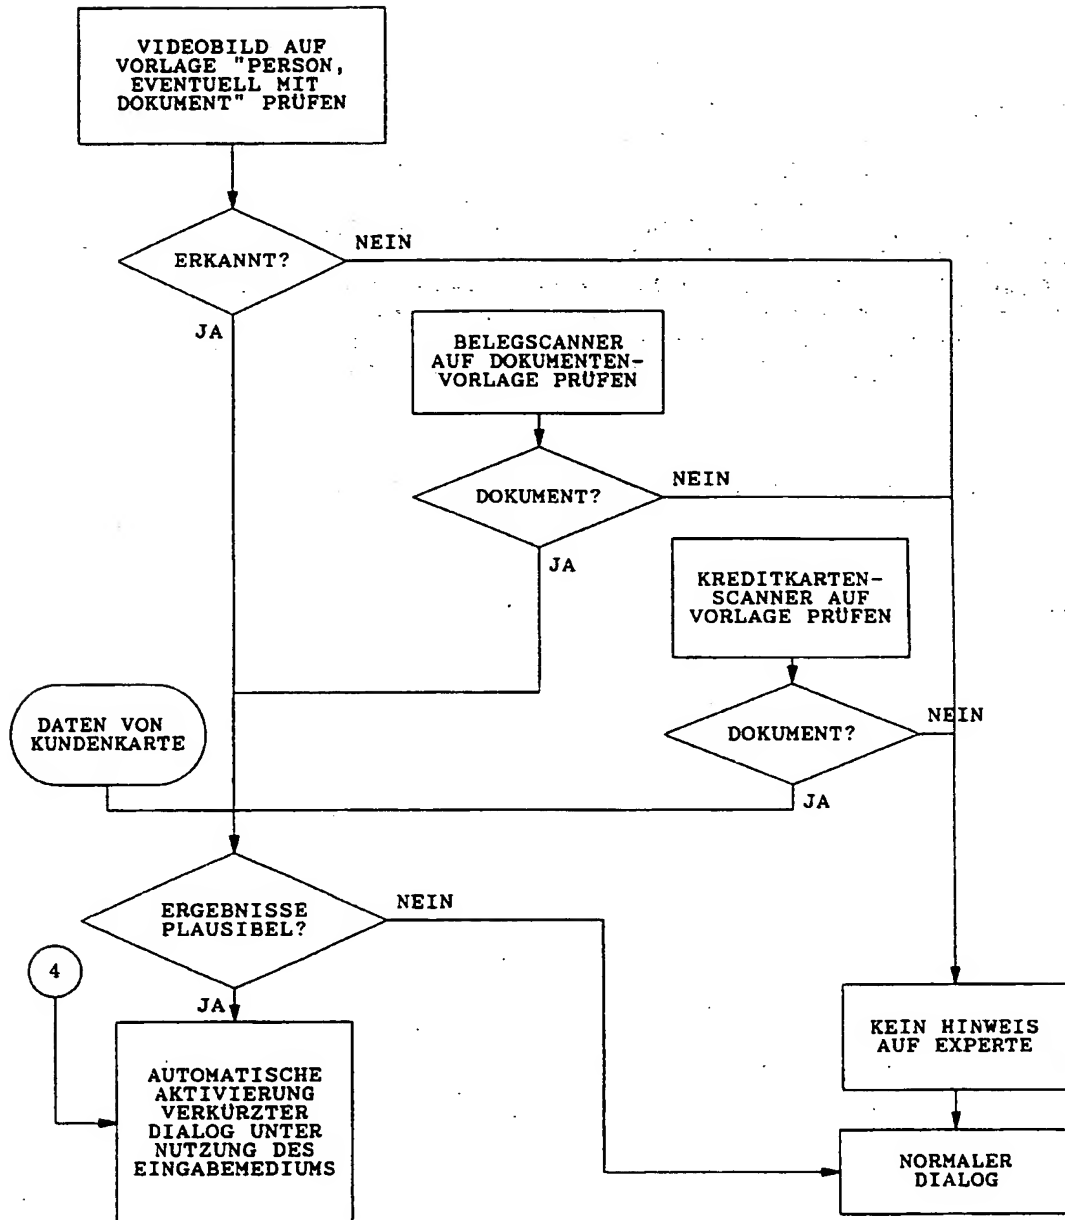 VIDEOBILD AUF
VORLAGE "PERSON,
EVENTUELL MIT
DOKUMENT" PRÜFEN
NEIN
ERKANNT?
JA
BELEGSCANNER
AUF DOKUMENTEN-
VORLAGE PRÜFEN
NEIN
DOKUMENT?
JA
KREDITKARTEN-
SCANNER AUF
VORLAGE PRÜFEN
DATEN VON
KUNDENKARTE
NEIN
DOKUMENT?
JA
NEIN
ERGEBNISSE
PLAUSIBEL?
4
JA
KEIN HINWEIS
AUF EXPERTE
AUTOMATISCHE
AKTIVIERUNG
VERKÜRZTER
DIALOG UNTER
NUTZUNG DES
EINGABEMEDIUMS
NORMALER
DIALOG